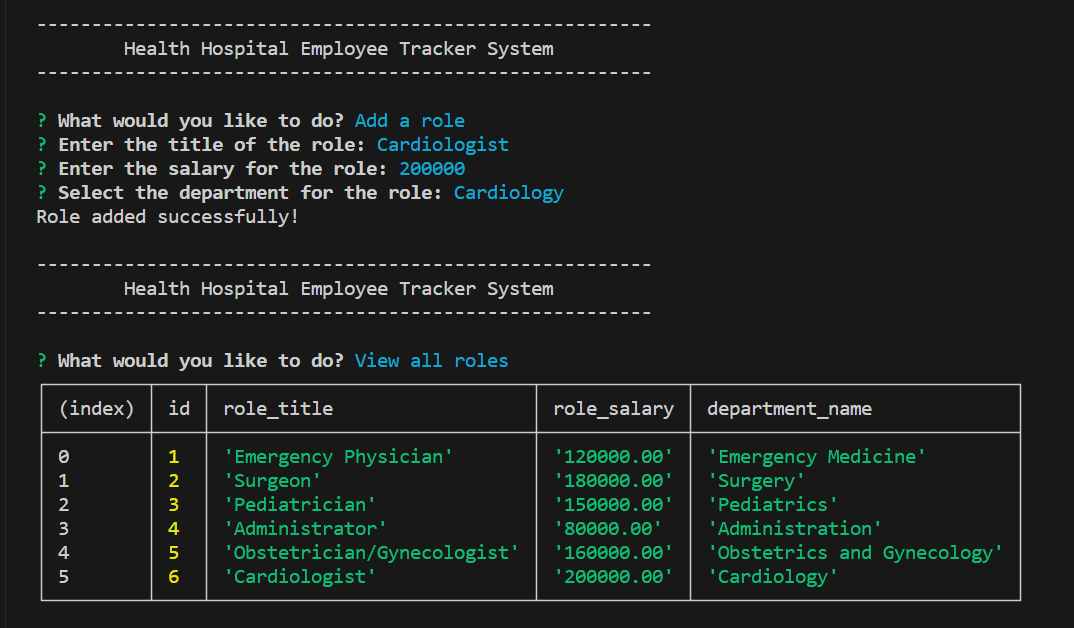 --------------------------------------------------------
Health Hospital Employee Tracker System
--------------------------------------------------------
? What would you like to do? Add a role
? Enter the title of the role: Cardiologist
? Enter the salary for the role: 200000
? Select the department for the role: Cardiology
Role added successfully!
--------------------------------------------------------
Health Hospital Employee Tracker System
--------------------------------------------------------
? What would you like to do? View all roles
(index) id role_title role_salary department_name
0 1 'Emergency Physician' '120000.00' 'Emergency Medicine'
1 2 'Surgeon' '180000.00' 'Surgery'
2 3 'Pediatrician' '150000.00' 'Pediatrics'
3 4 'Administrator' '80000.00' 'Administration'
4 5 'Obstetrician/Gynecologist' '160000.00' 'Obstetrics and Gynecology'
5 6 'Cardiologist' '200000.00' 'Cardiology'